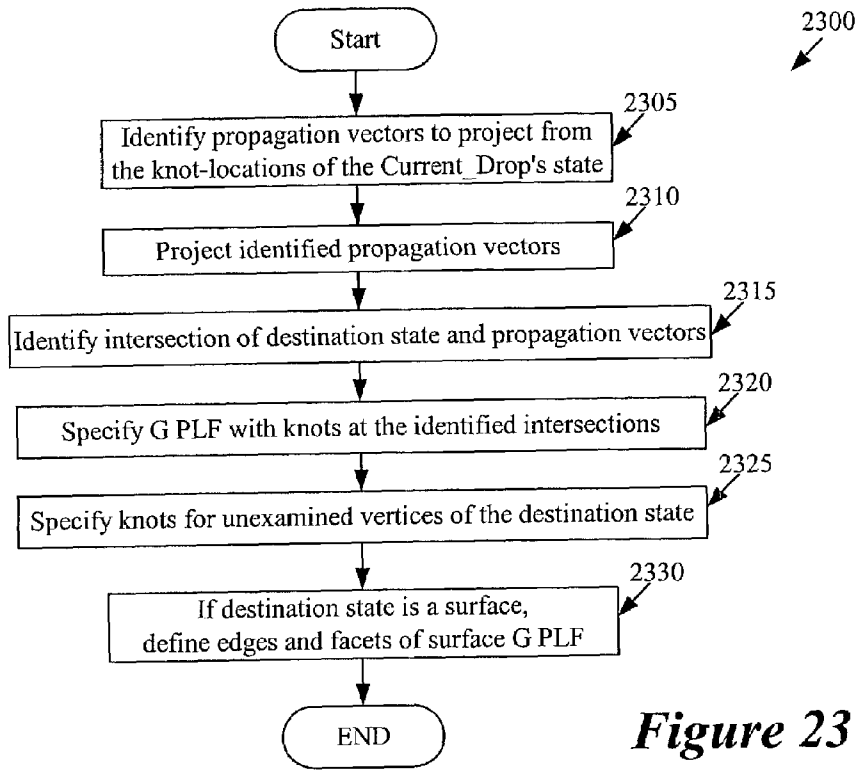 2300
Start
2305
Identify propagation vectors to project from
the knot-locations of the Current_Drop's state
2310
Project identified propagation vectors
2315
Identify intersection of destination state and propagation vectors
2320
Specify G PLF with knots at the identified intersections
2325
Specify knots for unexamined vertices of the destination state
2330
If destination state is a surface,
define edges and facets of surface G PLF
END
Figure 23